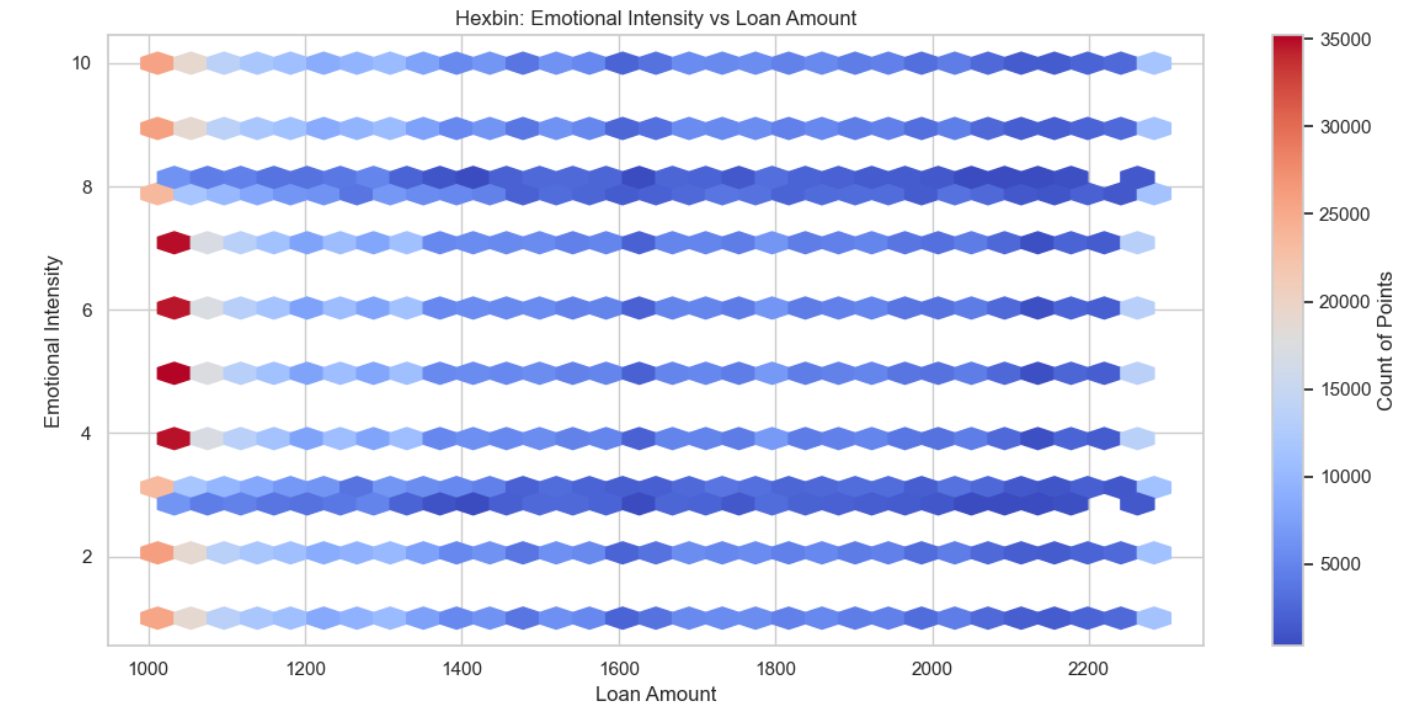 Hexbin: Emotional Intensity vs Loan Amount
10
8
6
4
2
Emotional Intensity
1000 1200 1400 1600 1800 2000 2200
Loan Amount
35000
30000
25000
20000
15000
10000
5000
Count of Points